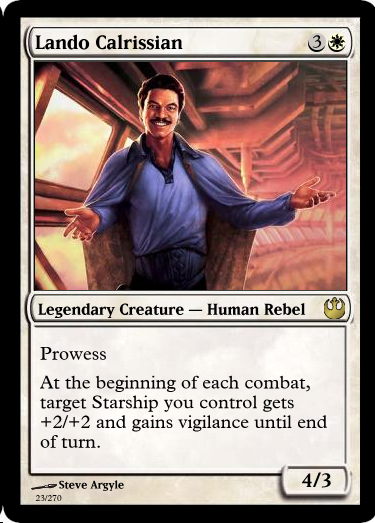 Lando Calrissian 3
Legendary Creature — Human Rebel
Prowess
At the beginning of each combat,
target Starship you control gets
+2/+2 and gains vigilance until end
of turn.
Steve Argyle
23/270
4/3